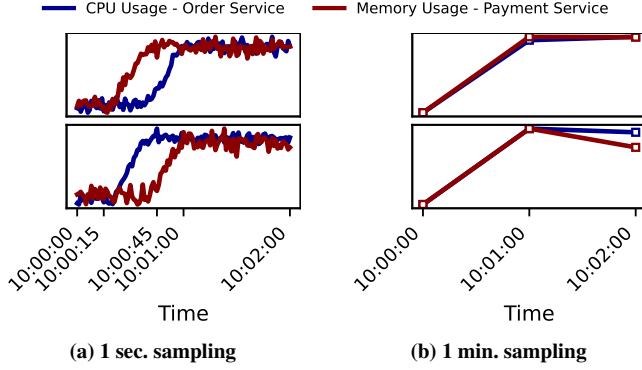 CPU Usage - Order Service Memory Usage - Payment Service
10:00:00 10:00:15 10:00:45 10:01:00 10:02:00
Time
10:00:00 10:01:00 10:02:00
Time
(a) 1 sec. sampling
(b) 1 min. sampling